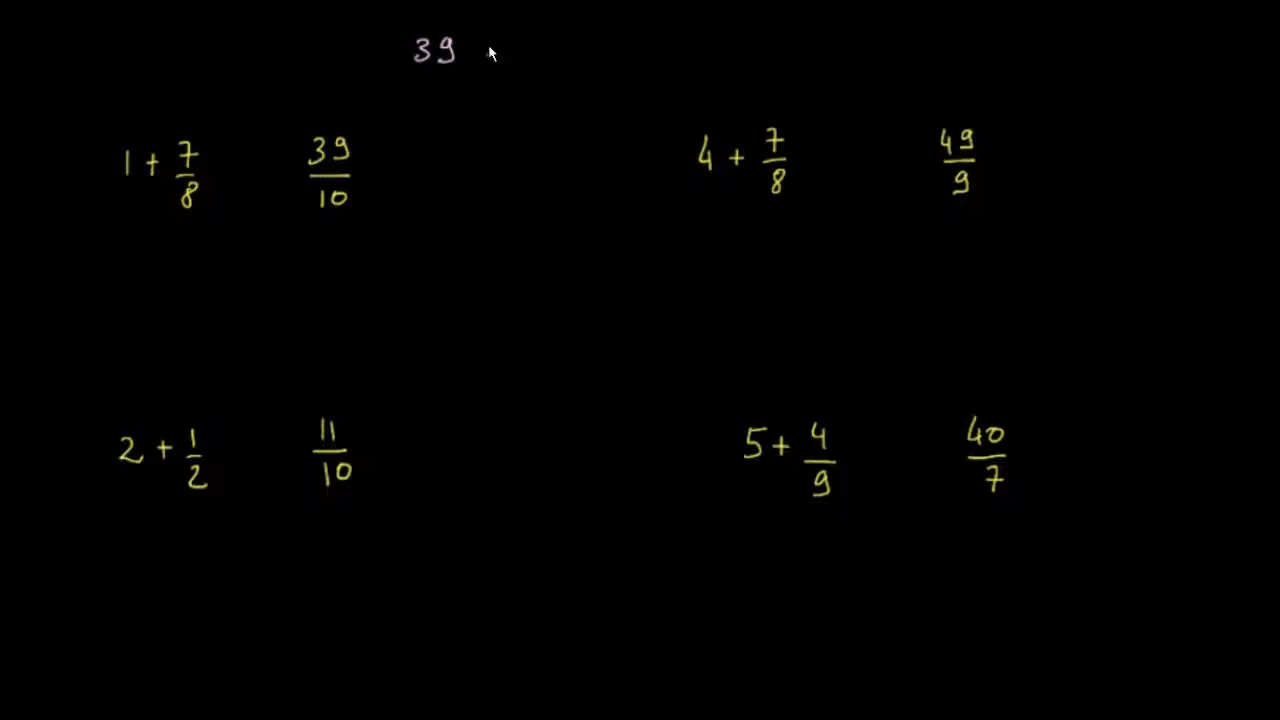 39
1 + 7/8 39/10 4 + 7/8 49/9
2 + 1/2 11/10 5 + 4/9 40/7